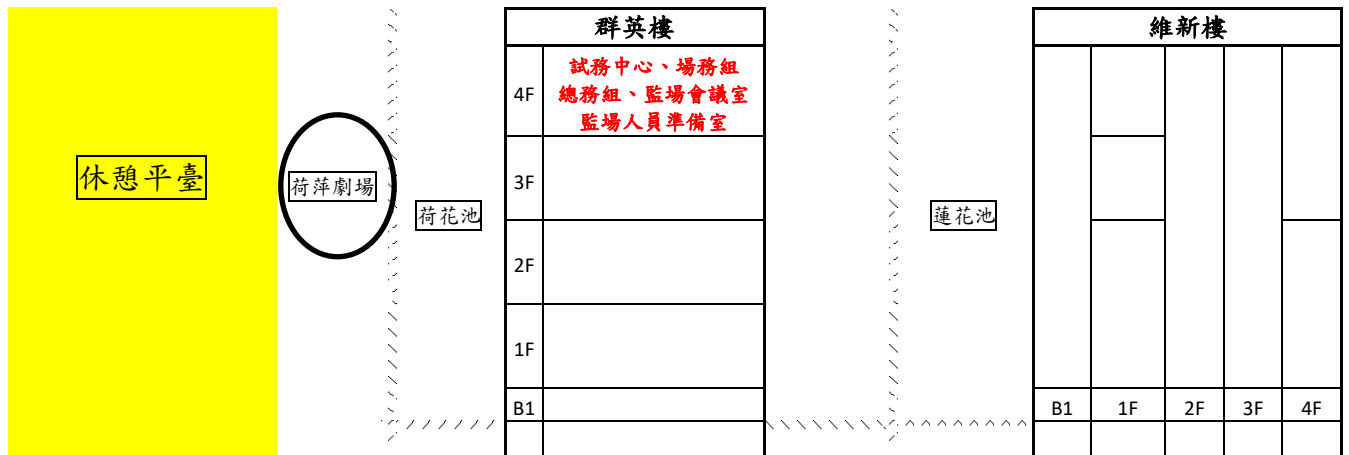 群英樓
維新樓
4F
試務中心、場務組
總務組、監場會議室
監場人員準備室
休憩平臺
荷萍劇場
3F
荷花池
蓮花池
2F
1F
B1
B1
1F
2F
3F
4F